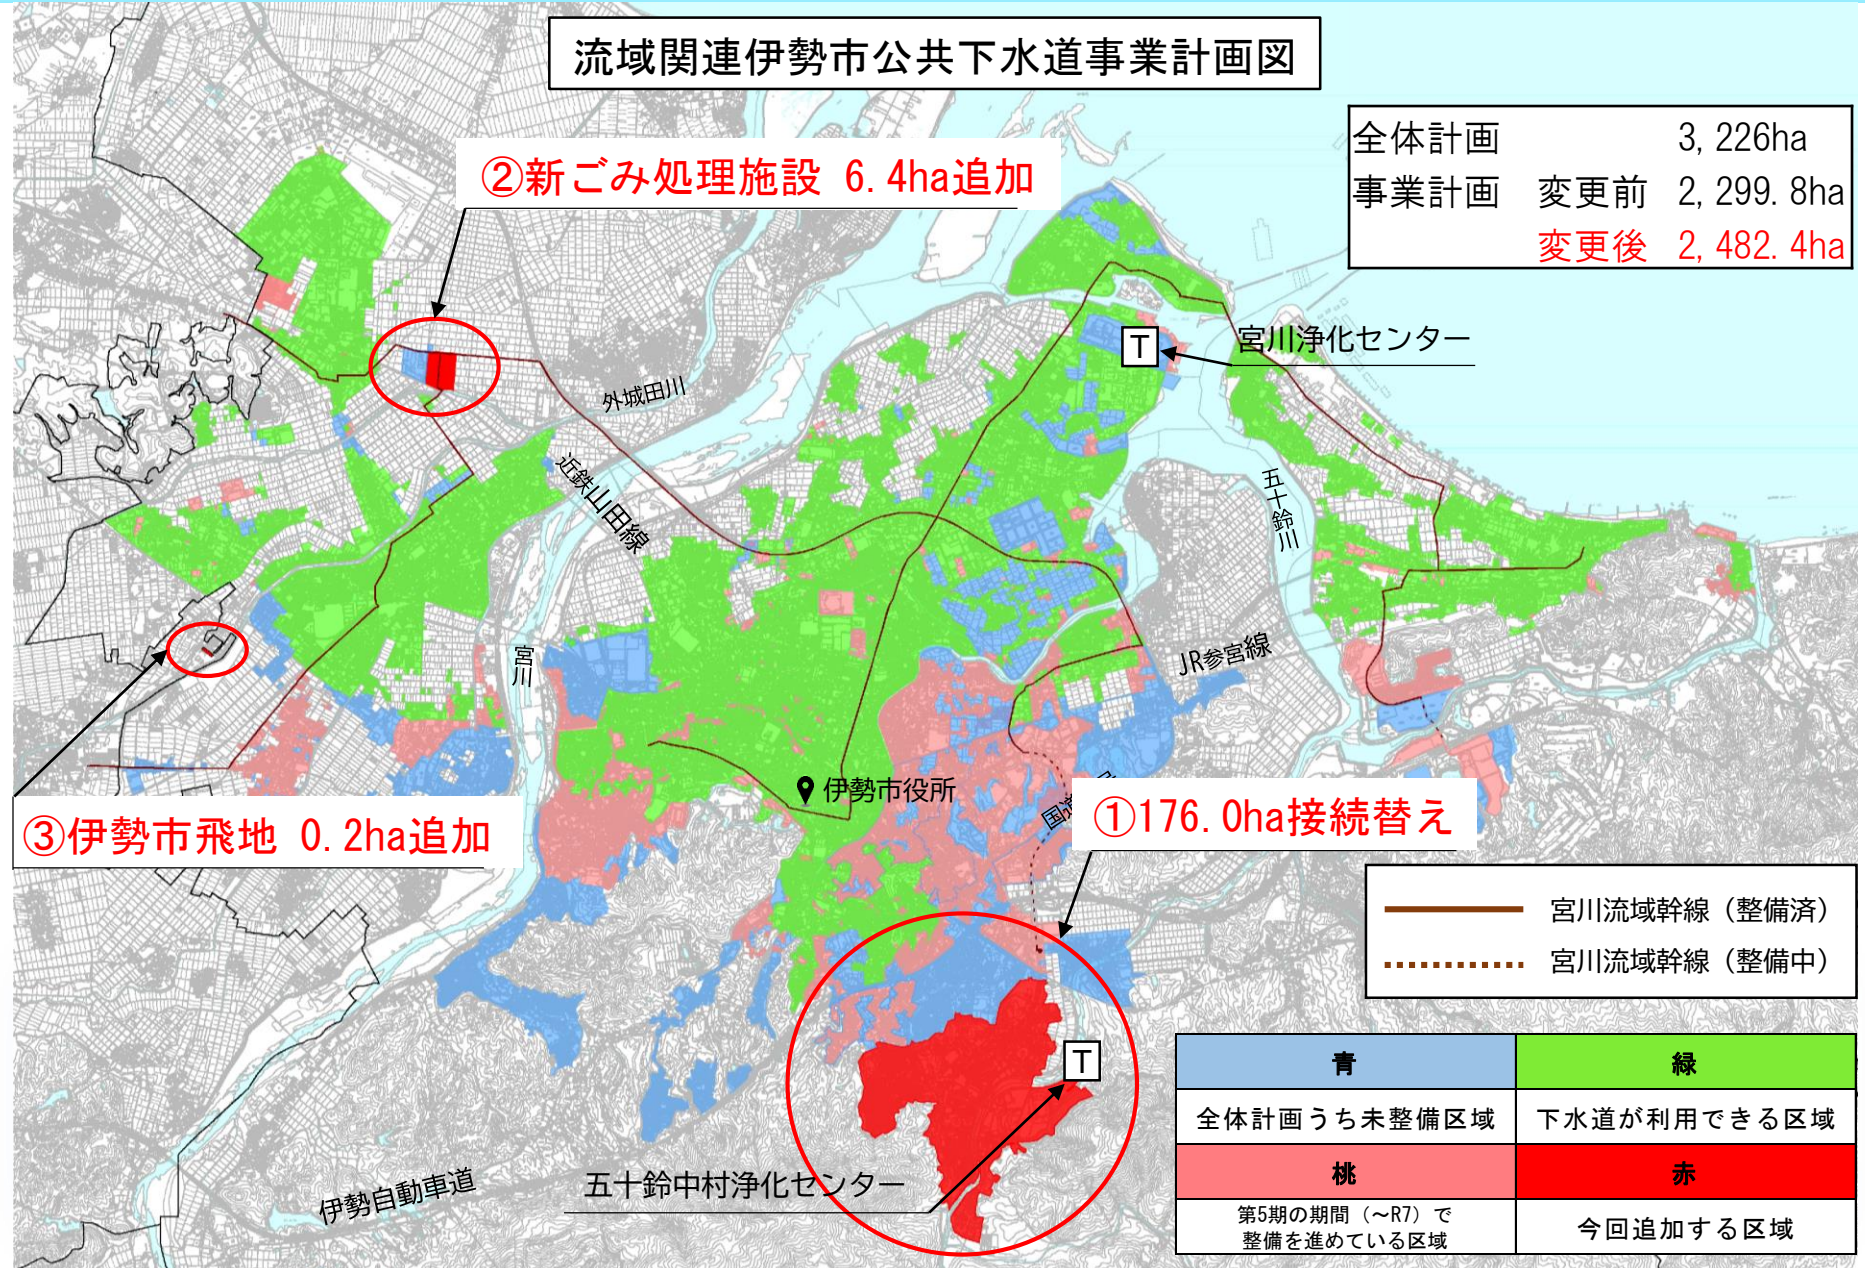 流域関連伊勢市公共下水道事業計画図
全体計画 3,226ha
事業計画 変更前 2,299.8ha
変更後 2,482.4ha
②新ごみ処理施設 6.4ha追加
T
宮川浄化センター
外城田川
近鉄山田線
五十鈴川
宮川
JR参宮線
伊勢市役所
国道
①176.0ha接続替え
③伊勢市飛地 0.2ha追加
宮川流域幹線（整備済）
宮川流域幹線（整備中）
T
五十鈴中村浄化センター
伊勢自動車道
青 緑
全体計画うち未整備区域 下水道が利用できる区域
桃 赤
第5期の期間（～R7）で
整備を進めている区域
今回追加する区域